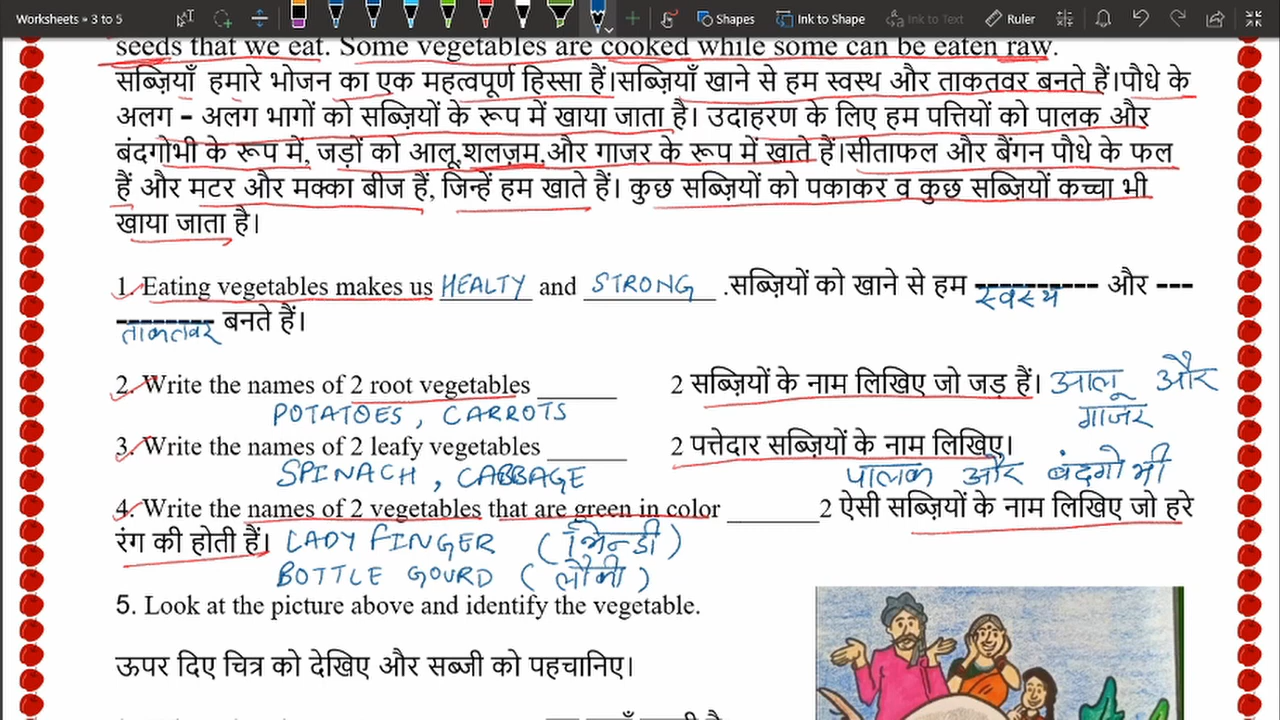 Worksheets » 3 to 5 Shapes Ink to Shape Ink to Text Ruler
seeds that we eat. Some vegetables are cooked while some can be eaten raw.
सब्ज़ियाँ हमारे भोजन का एक महत्वपूर्ण हिस्सा हैं।सब्ज़ियाँ खाने से हम स्वस्थ और ताकतवर बनते हैं।पौधे के
अलग – अलग भागों को सब्ज़ियों के रूप में खाया जाता है। उदाहरण के लिए हम पत्तियों को पालक और
बंदगोभी के रूप में, जड़ों को आलू,शलज़म,और गाजर के रूप में खाते हैं।सीताफल और बैंगन पौधे के फल
हैं और मटर और मक्का बीज हैं, जिन्हें हम खाते हैं। कुछ सब्ज़ियों को पकाकर व कुछ सब्ज़ियों कच्चा भी
खाया जाता है।
1. Eating vegetables makes us HEALTY and STRONG .सब्ज़ियों को खाने से हम ---------- स्वस्थ और ---
-------- ताकतवर बनते हैं।
2. Write the names of 2 root vegetables ______ 2 सब्ज़ियों के नाम लिखिए जो जड़ हैं। आलू और
POTATOES , CARROTS गाजर
3. Write the names of 2 leafy vegetables ______ 2 पत्तेदार सब्ज़ियों के नाम लिखिए।
SPINACH , CABBAGE पालक और बंदगोभी
4. Write the names of 2 vegetables that are green in color _______2 ऐसी सब्ज़ियों के नाम लिखिए जो हरे
रंग की होती हैं। LADY FINGER (भिन्डी)
BOTTLE GOURD (लौकी)
5. Look at the picture above and identify the vegetable.
ऊपर दिए चित्र को देखिए और सब्जी को पहचानिए।